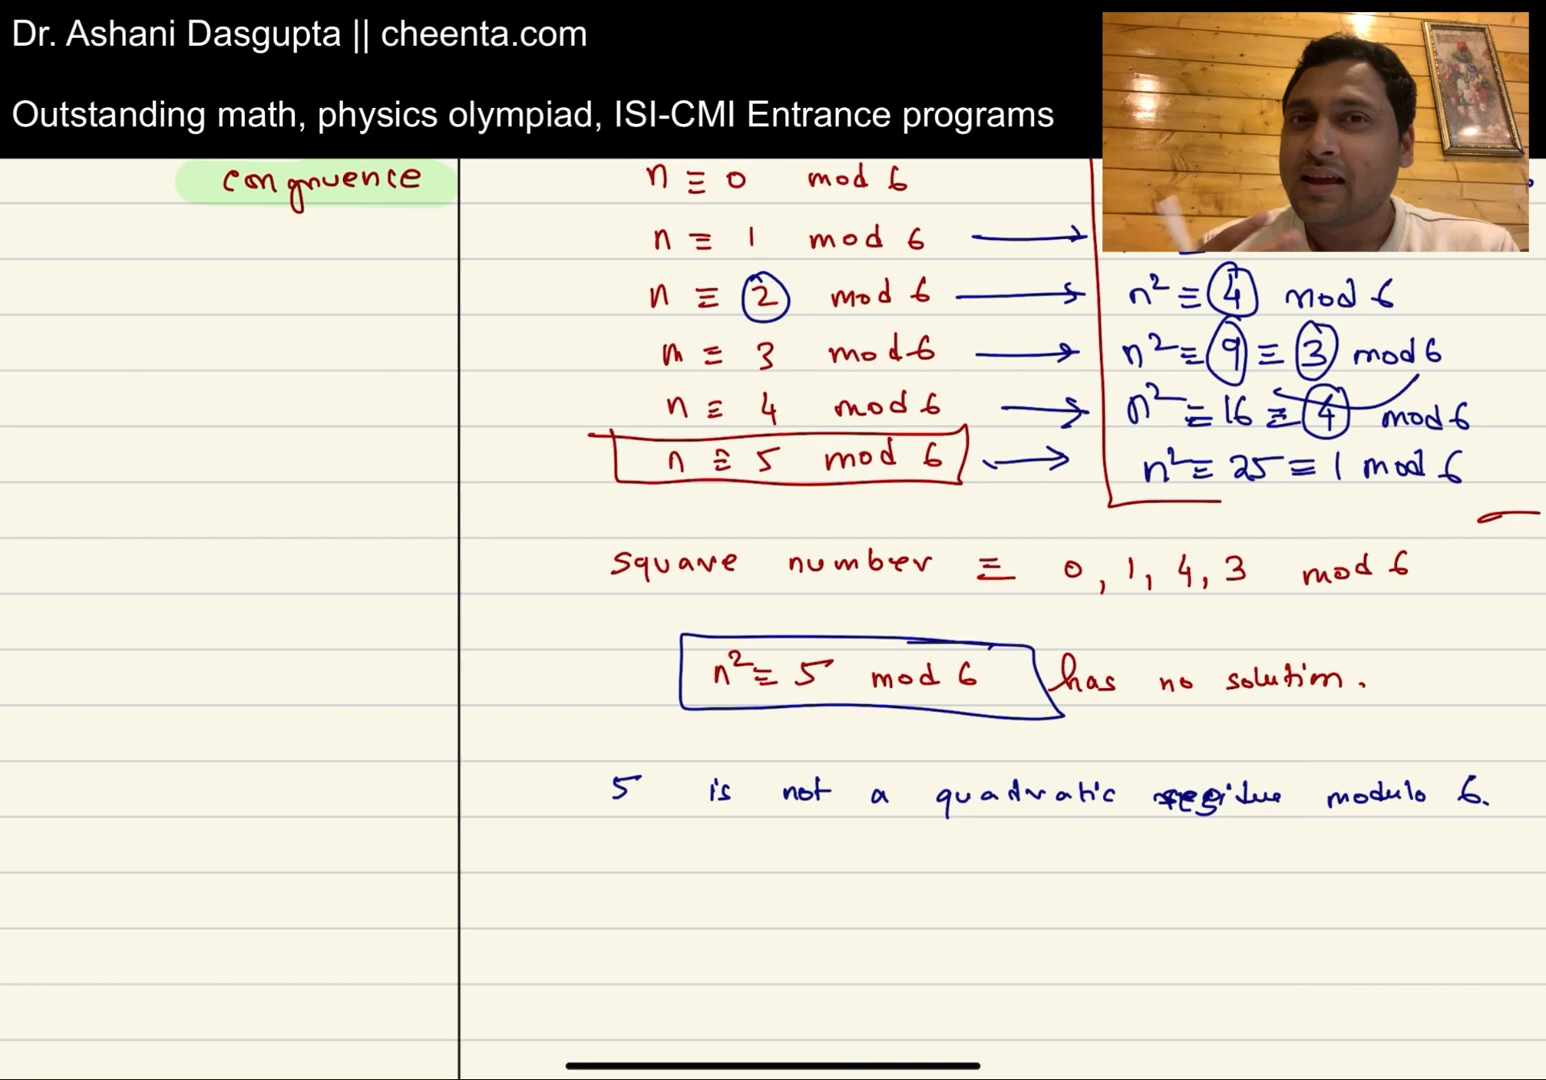 Dr. Ashani Dasgupta || cheenta.com
Outstanding math, physics olympiad, ISI-CMI Entrance programs
congruence
n ≡ 0 mod 6
n ≡ 1 mod 6 →
n ≡ 2 mod 6 → n² ≡ 4 mod 6
n ≡ 3 mod 6 → n² ≡ 9 ≡ 3 mod 6
n ≡ 4 mod 6 → n² ≡ 16 ≡ 4 mod 6
n ≡ 5 mod 6 → n² ≡ 25 ≡ 1 mod 6
square number ≡ 0, 1, 4, 3 mod 6
n² ≡ 5 mod 6 has no solution.
5 is not a quadratic residue modulo 6.